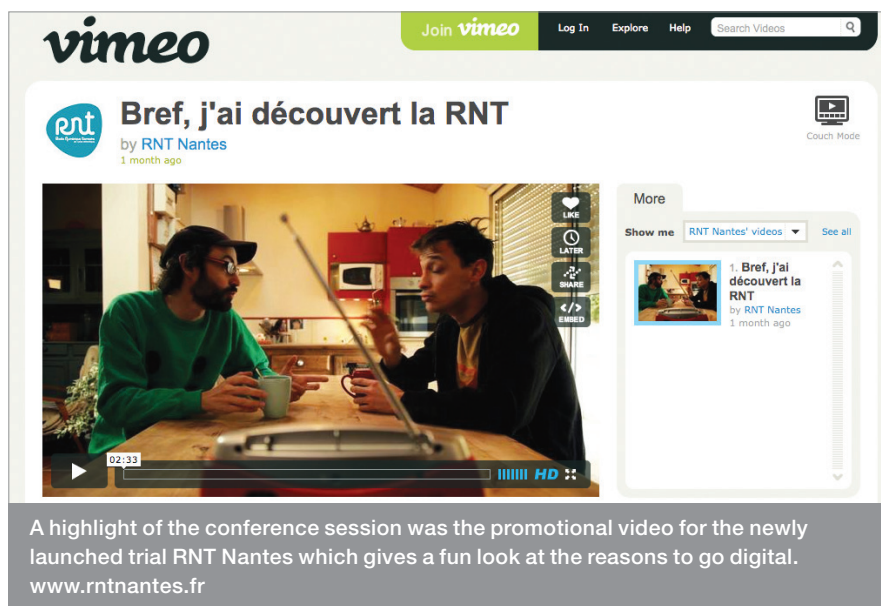 vimeo
Join vimeo Log In Explore Help Search Videos
rnt
Bref, j'ai découvert la RNT
by RNT Nantes
1 month ago
Couch Mode
LIKE
LATER
SHARE
EMBED
02:33
HD
More
Show me RNT Nantes' videos See all
1. Bref, j'ai
découvert la
RNT
by RNT Nantes
1 month ago
A highlight of the conference session was the promotional video for the newly
launched trial RNT Nantes which gives a fun look at the reasons to go digital.
www.rntnantes.fr